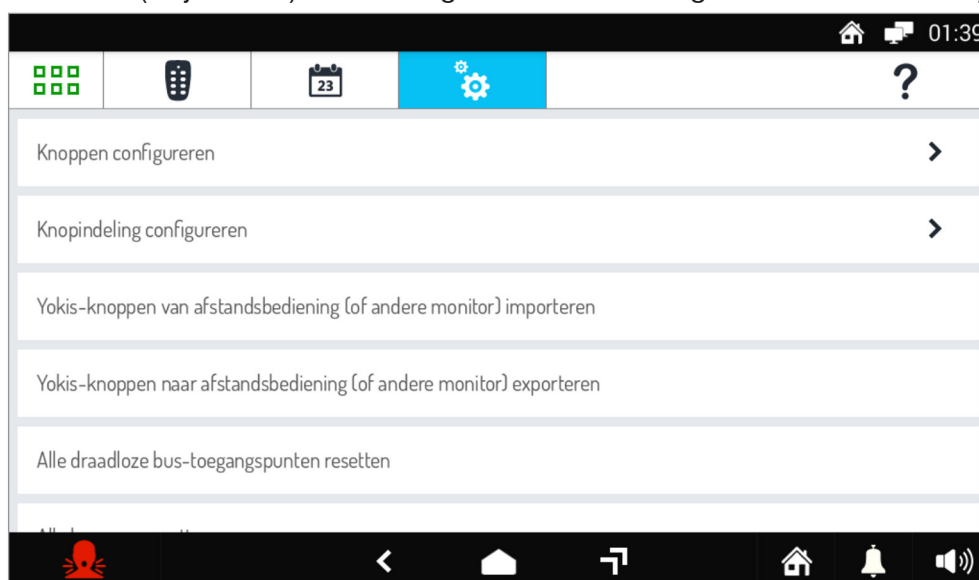 01:39
23
?
Knoppen configureren
Knopindeling configureren
Yokis-knoppen van afstandsbediening (of andere monitor) importeren
Yokis-knoppen naar afstandsbediening (of andere monitor) exporteren
Alle draadloze bus-toegangspunten resetten